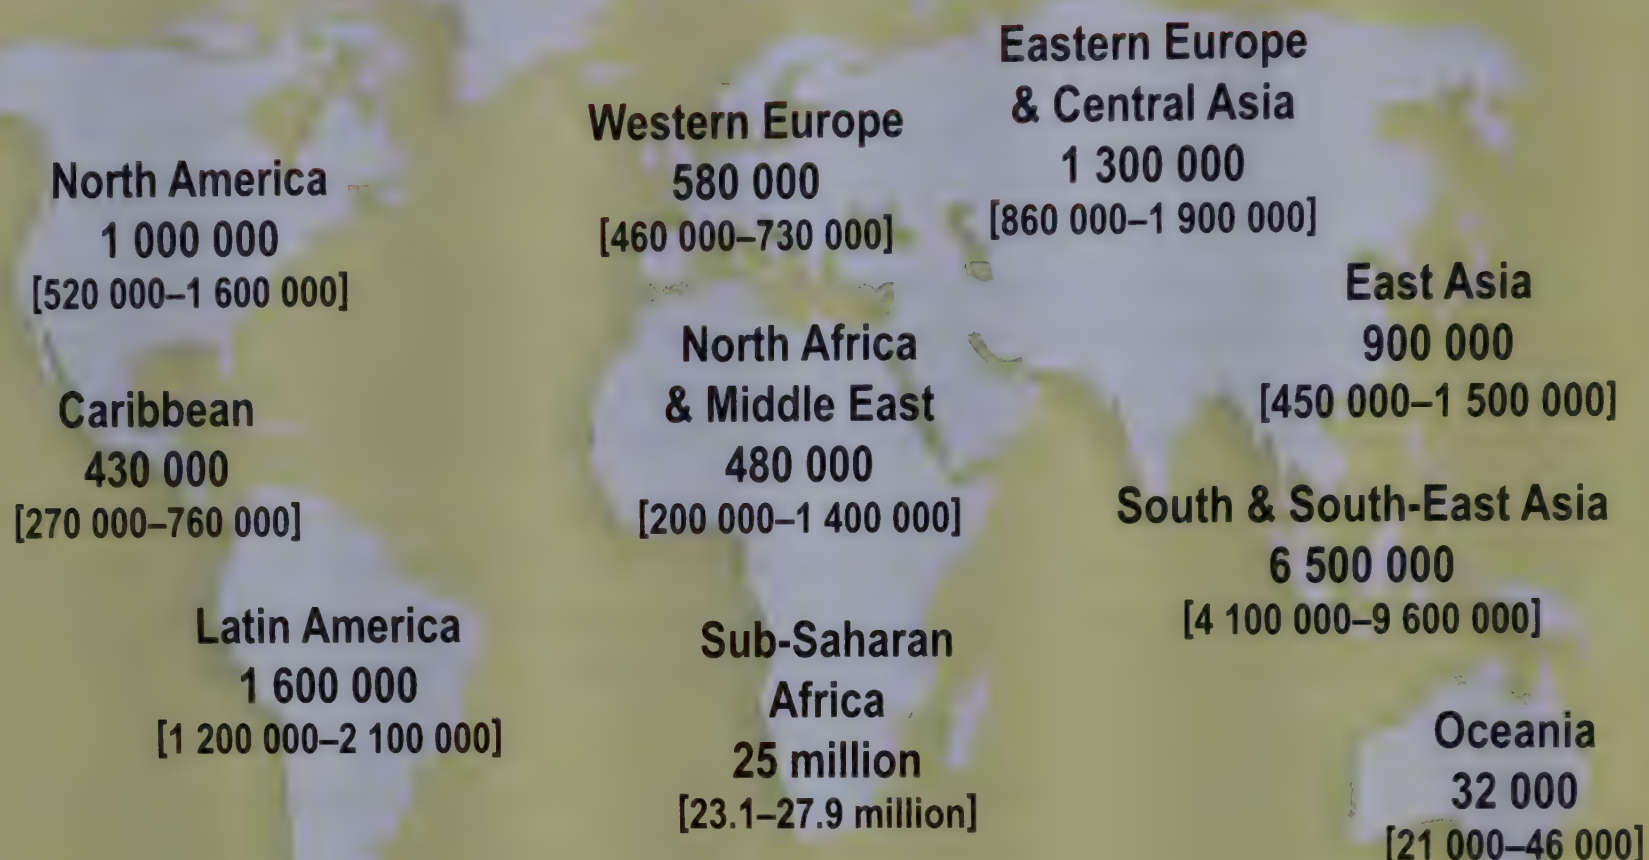 North America
1 000 000
[520 000–1 600 000]
Caribbean
430 000
[270 000–760 000]
Latin America
1 600 000
[1 200 000–2 100 000]
Western Europe
580 000
[460 000–730 000]
North Africa
& Middle East
480 000
[200 000–1 400 000]
Sub-Saharan
Africa
25 million
[23.1–27.9 million]
Eastern Europe
& Central Asia
1 300 000
[860 000–1 900 000]
East Asia
900 000
[450 000–1 500 000]
South & South-East Asia
6 500 000
[4 100 000–9 600 000]
Oceania
32 000
[21 000–46 000]